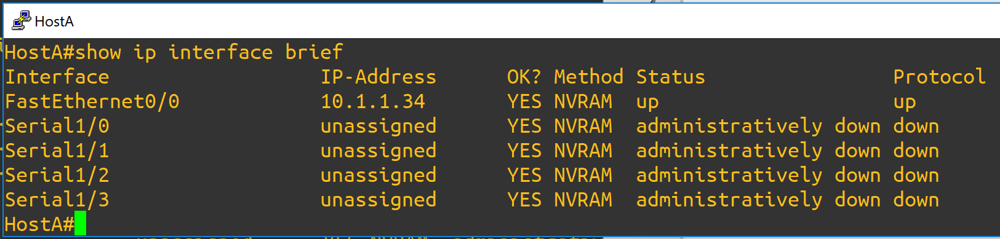 HostA
HostA#show ip interface brief
Interface                  IP-Address      OK? Method Status                Protocol
FastEthernet0/0            10.1.1.34       YES NVRAM  up                    up
Serial1/0                  unassigned      YES NVRAM  administratively down down
Serial1/1                  unassigned      YES NVRAM  administratively down down
Serial1/2                  unassigned      YES NVRAM  administratively down down
Serial1/3                  unassigned      YES NVRAM  administratively down down
HostA#